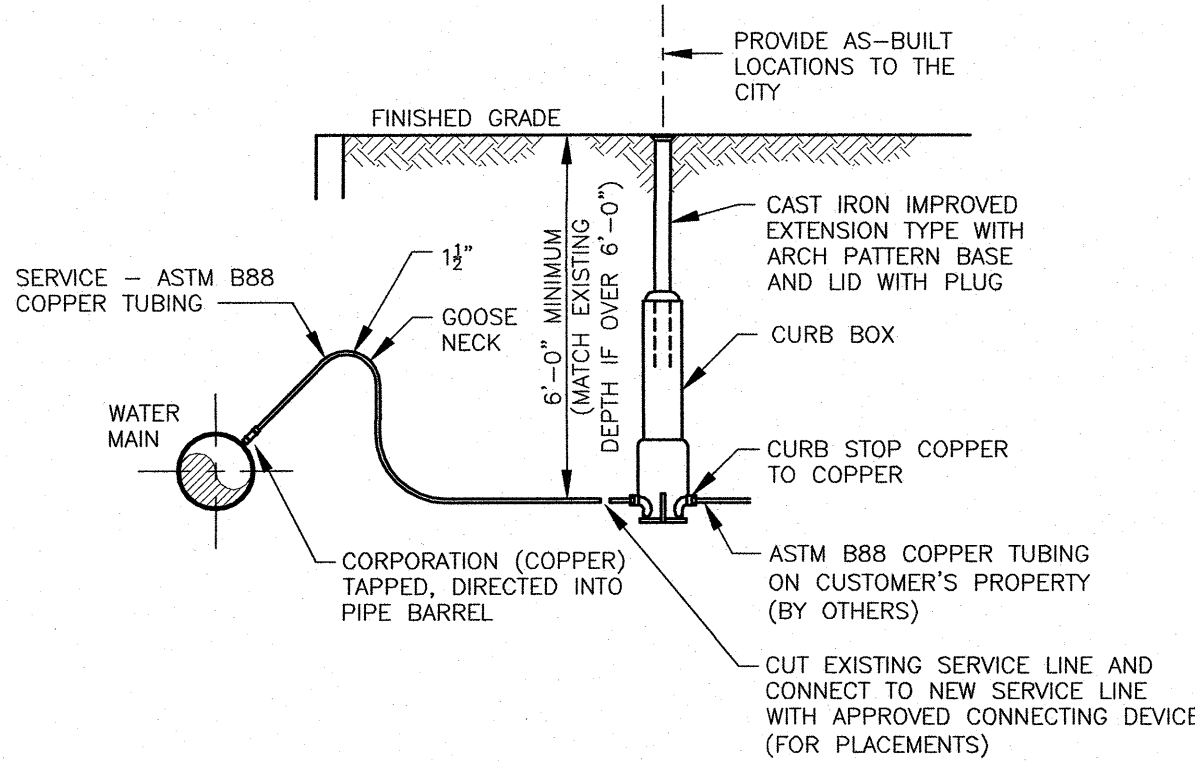 PROVIDE AS-BUILT
LOCATIONS TO THE
CITY
FINISHED GRADE
CAST IRON IMPROVED
EXTENSION TYPE WITH
ARCH PATTERN BASE
AND LID WITH PLUG
1½"
SERVICE - ASTM B88
COPPER TUBING
GOOSE
NECK
6'-0" MINIMUM
(MATCH EXISTING
DEPTH IF OVER 6'-0")
CURB BOX
WATER
MAIN
CURB STOP COPPER
TO COPPER
CORPORATION (COPPER)
TAPPED, DIRECTED INTO
PIPE BARREL
ASTM B88 COPPER TUBING
ON CUSTOMER'S PROPERTY
(BY OTHERS)
CUT EXISTING SERVICE LINE AND
CONNECT TO NEW SERVICE LINE
WITH APPROVED CONNECTING DEVICE
(FOR PLACEMENTS)